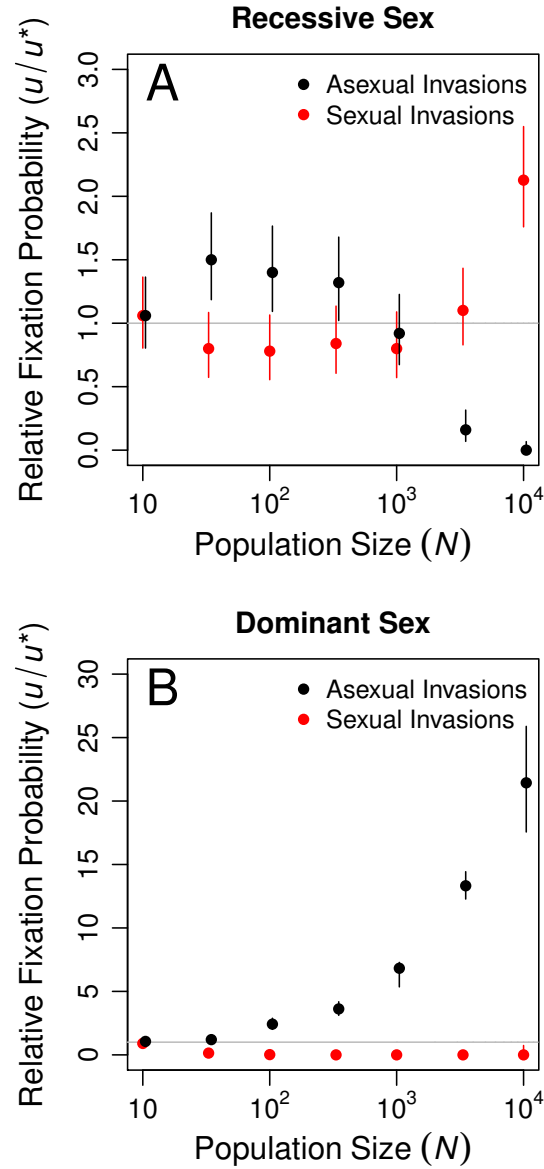 Recessive Sex
A
Asexual Invasions
Sexual Invasions
Relative Fixation Probability (u/u*)
3.0
2.5
2.0
1.5
1.0
0.5
0.0
10 10² 10³ 10⁴
Population Size (N)
Dominant Sex
B
Asexual Invasions
Sexual Invasions
Relative Fixation Probability (u/u*)
30
25
20
15
10
5
0
10 10² 10³ 10⁴
Population Size (N)